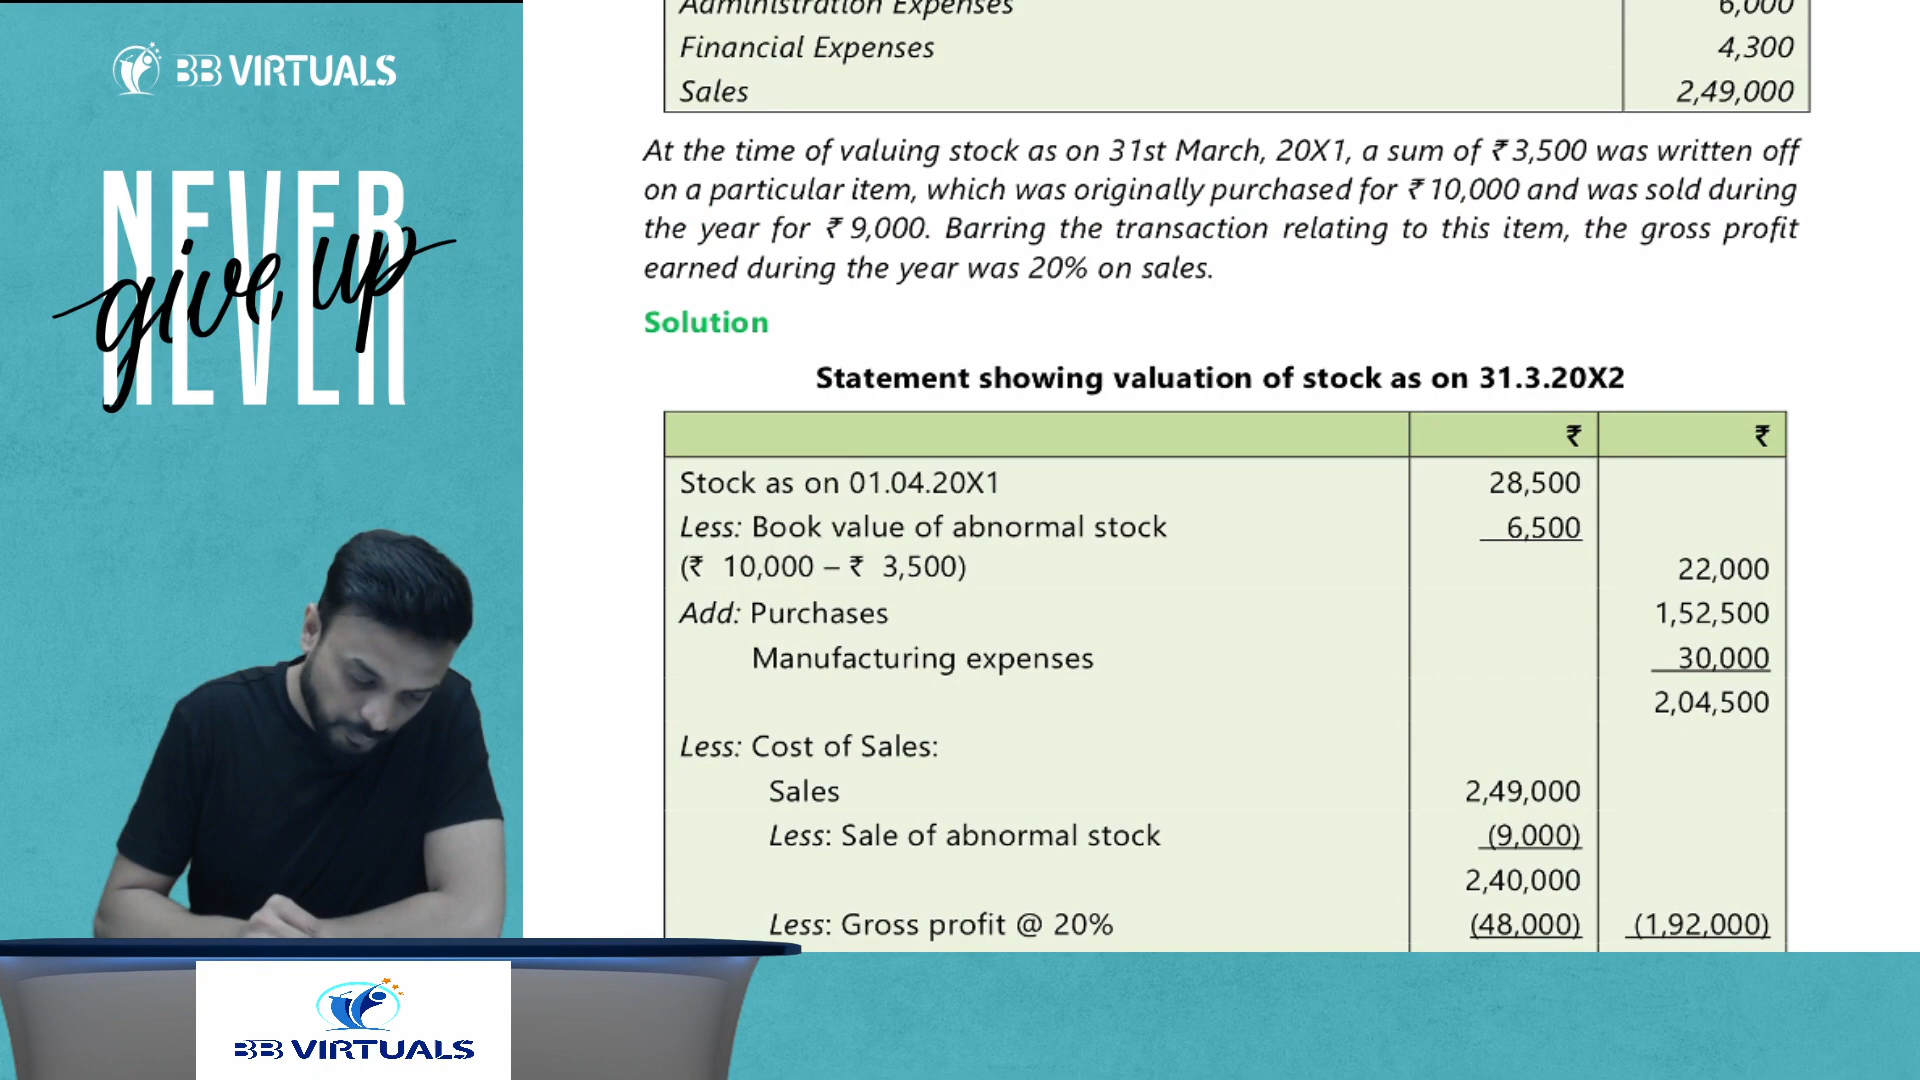 BB VIRTUALS
NEVER
give up
NEVER
BB VIRTUALS
Administration Expenses 6,000
Financial Expenses 4,300
Sales 2,49,000
At the time of valuing stock as on 31st March, 20X1, a sum of ₹ 3,500 was written off
on a particular item, which was originally purchased for ₹ 10,000 and was sold during
the year for ₹ 9,000. Barring the transaction relating to this item, the gross profit
earned during the year was 20% on sales.
Solution
Statement showing valuation of stock as on 31.3.20X2
₹ ₹
Stock as on 01.04.20X1 28,500
Less: Book value of abnormal stock 6,500
(₹ 10,000 – ₹ 3,500) 22,000
Add: Purchases 1,52,500
Manufacturing expenses 30,000
2,04,500
Less: Cost of Sales:
Sales 2,49,000
Less: Sale of abnormal stock (9,000)
2,40,000
Less: Gross profit @ 20% (48,000) (1,92,000)